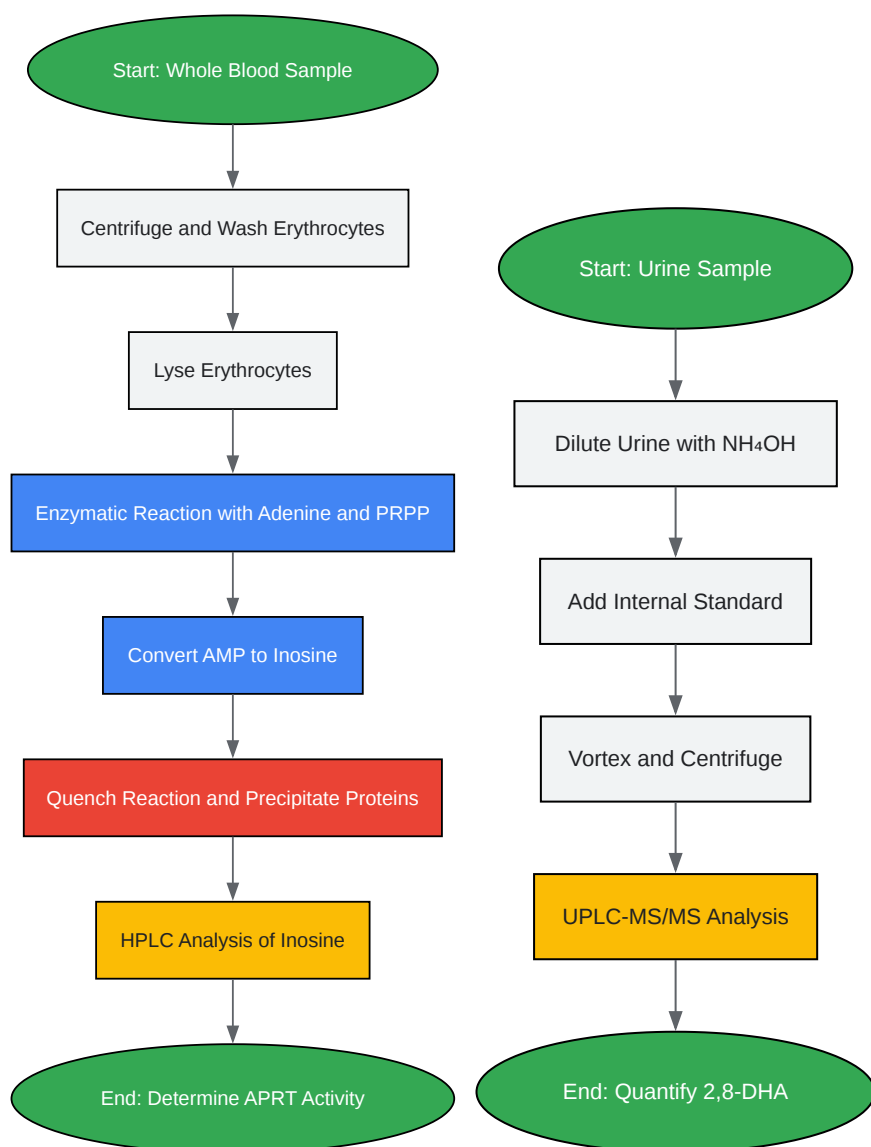 Start: Whole Blood Sample
Centrifuge and Wash Erythrocytes
Lyse Erythrocytes
Enzymatic Reaction with Adenine and PRPP
Convert AMP to Inosine
Quench Reaction and Precipitate Proteins
HPLC Analysis of Inosine
End: Determine APRT Activity
Start: Urine Sample
Dilute Urine with NH₄OH
Add Internal Standard
Vortex and Centrifuge
UPLC-MS/MS Analysis
End: Quantify 2,8-DHA